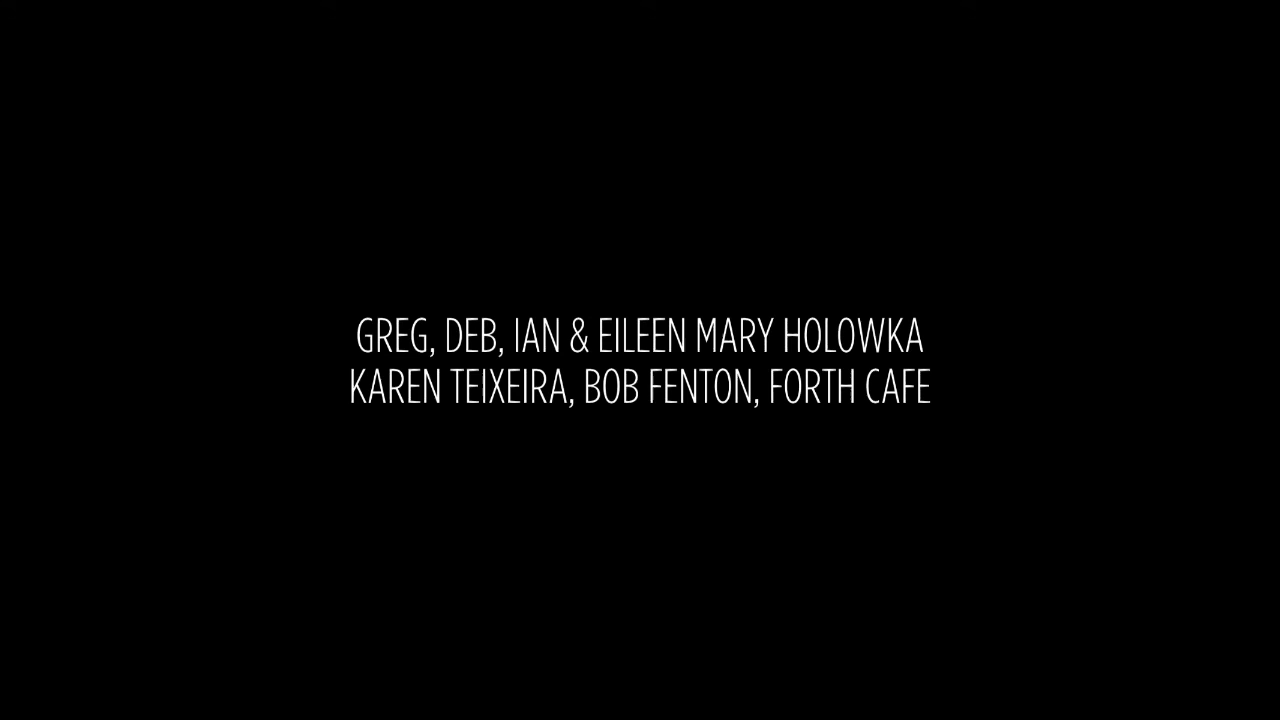 GREG, DEB, IAN & EILEEN MARY HOLOWKA
KAREN TEIXEIRA, BOB FENTON, FORTH CAFE